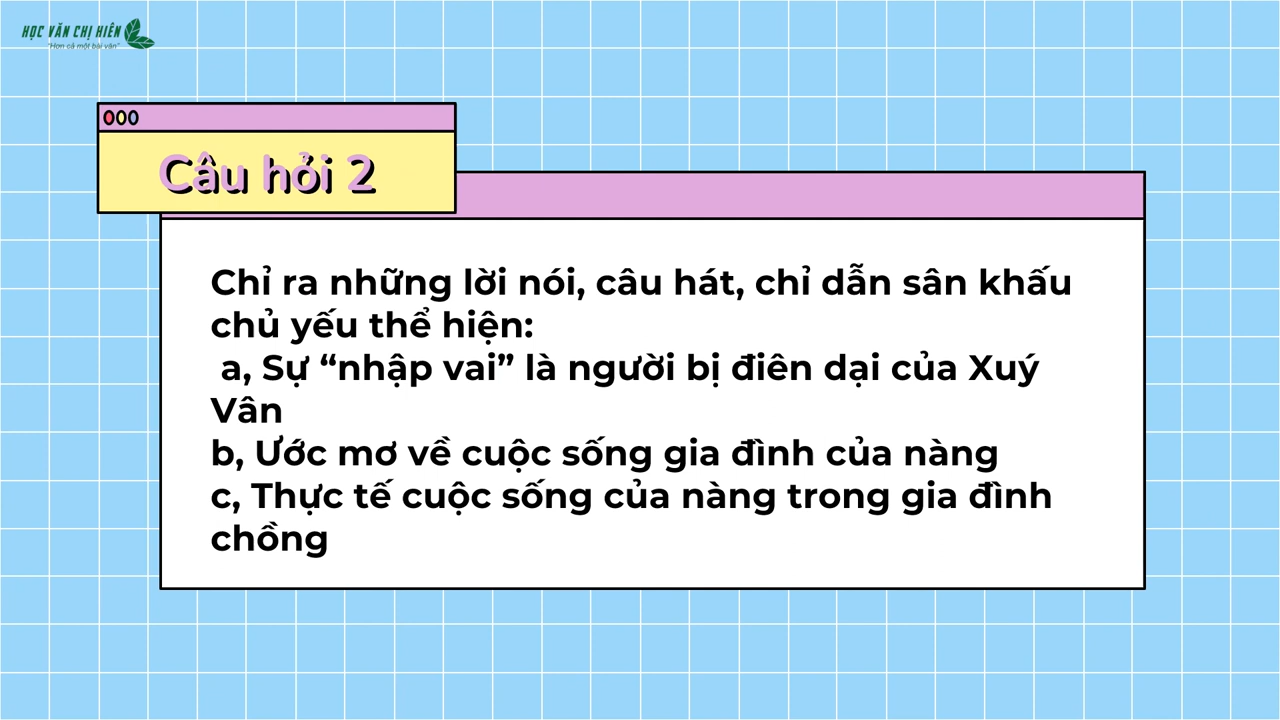 HỌC VĂN CHỊ HIÊN
"Hơn cả một bài văn"
Câu hỏi 2
Chỉ ra những lời nói, câu hát, chỉ dẫn sân khấu
chủ yếu thể hiện:
a, Sự “nhập vai” là người bị điên dại của Xuý
Vân
b, Ước mơ về cuộc sống gia đình của nàng
c, Thực tế cuộc sống của nàng trong gia đình
chồng